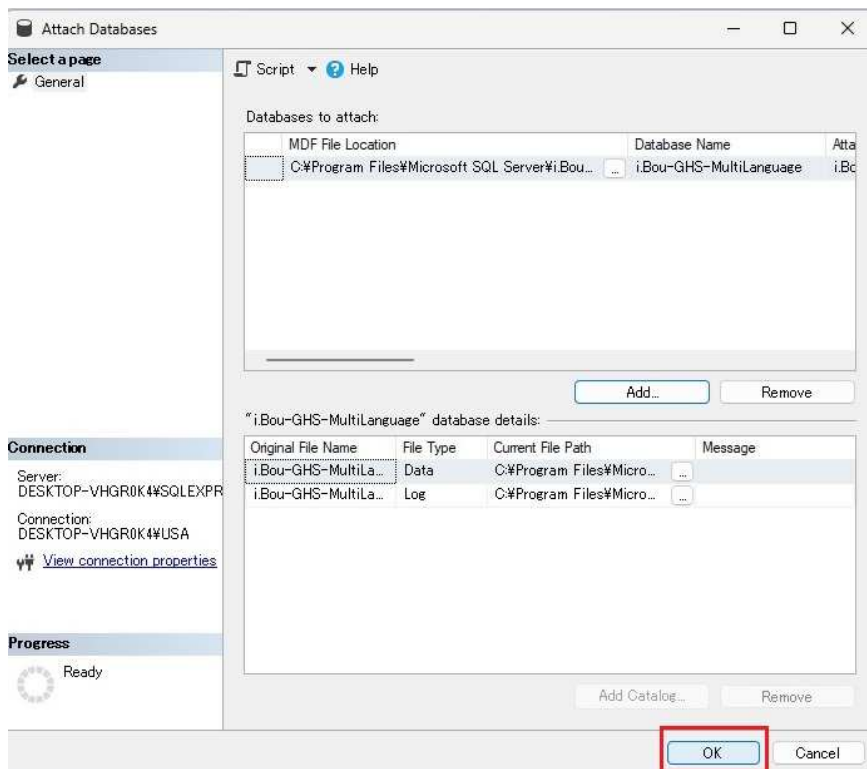 Attach Databases
Select a page
General
Script Help
Databases to attach:
MDF File Location Database Name Atta
C:¥Program Files¥Microsoft SQL Server¥i.Bou... ... i.Bou-GHS-MultiLanguage i.Bc
Add... Remove
"i.Bou-GHS-MultiLanguage" database details:
Original File Name File Type Current File Path Message
i.Bou-GHS-MultiLa... Data C:¥Program Files¥Micro... ...
i.Bou-GHS-MultiLa... Log C:¥Program Files¥Micro... ...
Connection
Server:
DESKTOP-VHGR0K4¥SQLEXPR
Connection:
DESKTOP-VHGR0K4¥USA
View connection properties
Progress
Ready
Add Catalog... Remove
OK Cancel